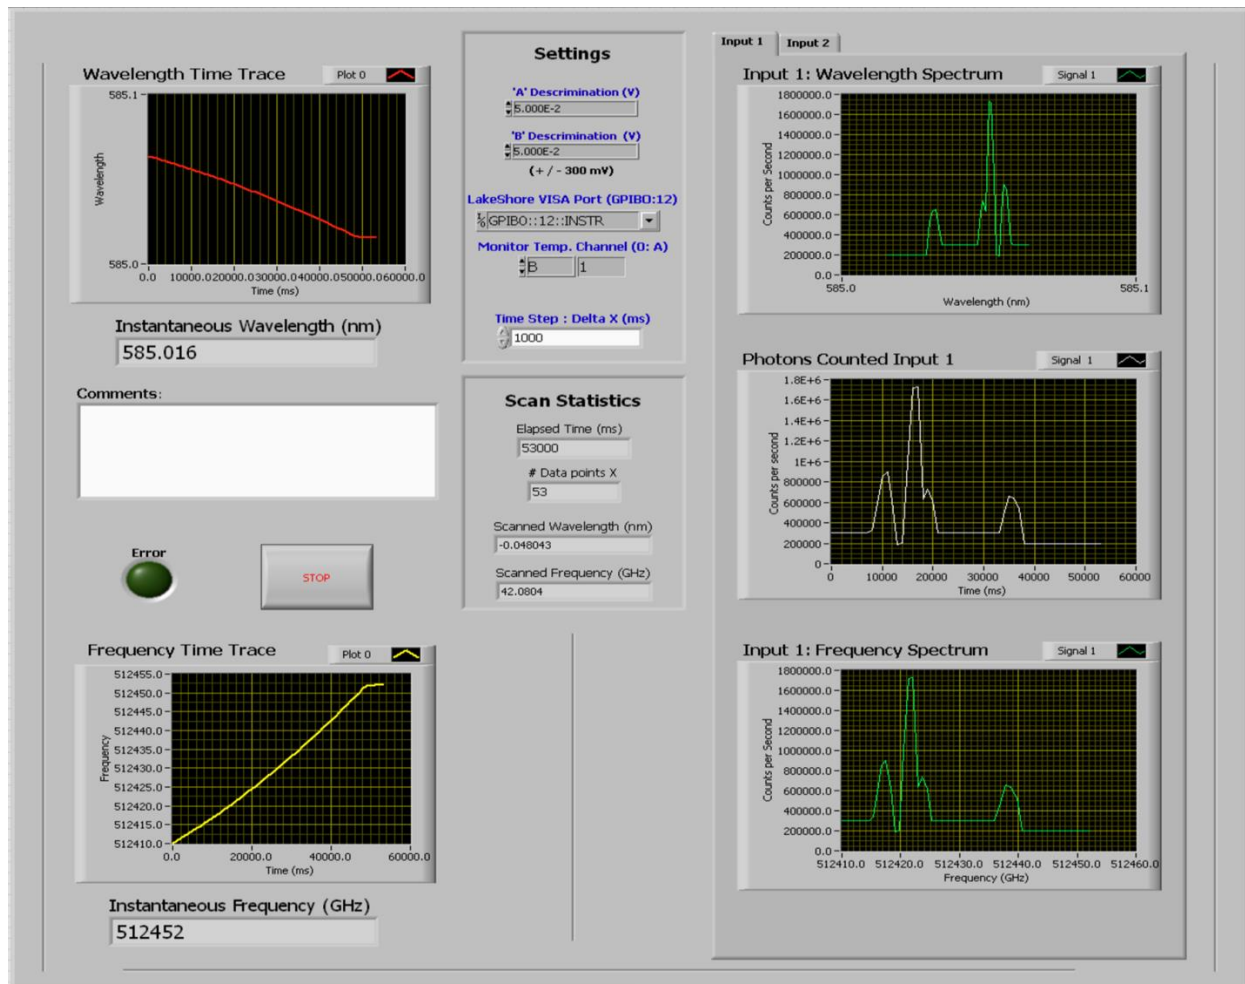 Wavelength Time Trace
Plot 0
585.1
585.0
Wavelength
0.0 10000.0 20000.0 30000.0 40000.0 50000.0 60000.0
Time (ms)
Instantaneous Wavelength (nm)
585.016
Comments:
Error
STOP
Frequency Time Trace
Plot 0
512455.0
512450.0
512445.0
512440.0
512435.0
512430.0
512425.0
512420.0
512415.0
512410.0
Frequency
0.0 20000.0 40000.0 60000.0
Time (ms)
Instantaneous Frequency (GHz)
512452
Settings
'A' Descrimination (V)
5.000E-2
'B' Descrimination (V)
5.000E-2
(+ / - 300 mV)
LakeShore VISA Port (GPIB0:12)
GPIB0::12::INSTR
Monitor Temp. Channel (0: A)
B 1
Time Step : Delta X (ms)
1000
Scan Statistics
Elapsed Time (ms)
53000
# Data points X
53
Scanned Wavelength (nm)
-0.048043
Scanned Frequency (GHz)
42.0804
Input 1 Input 2
Input 1: Wavelength Spectrum
Signal 1
1800000.0
1600000.0
1400000.0
1200000.0
1000000.0
800000.0
600000.0
400000.0
200000.0
0.0
Counts per Second
585.0 585.1
Wavelength (nm)
Photons Counted Input 1
Signal 1
1.8E+6
1.6E+6
1.4E+6
1.2E+6
1E+6
800000
600000
400000
200000
0
Counts per second
0 10000 20000 30000 40000 50000 60000
Time (ms)
Input 1: Frequency Spectrum
Signal 1
1800000.0
1600000.0
1400000.0
1200000.0
1000000.0
800000.0
600000.0
400000.0
200000.0
0.0
Counts per Second
512410.0 512420.0 512430.0 512440.0 512450.0 512460.0
Frequency (GHz)